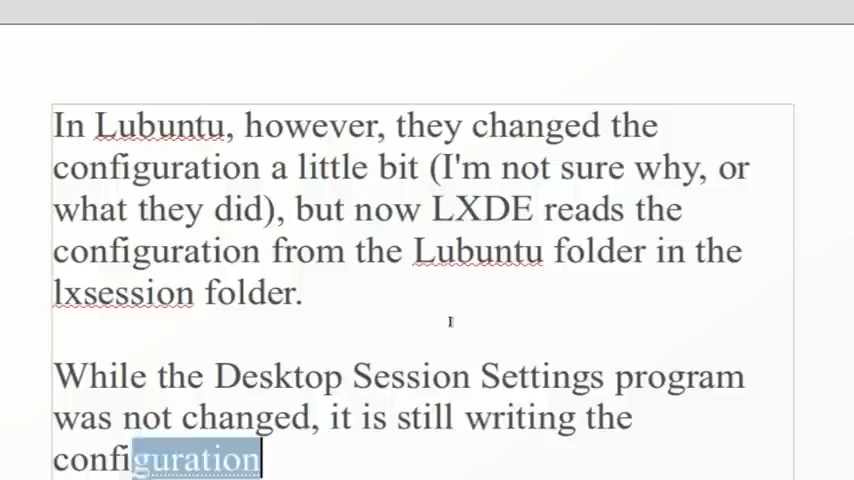 In Lubuntu, however, they changed the
configuration a little bit (I'm not sure why, or
what they did), but now LXDE reads the
configuration from the Lubuntu folder in the
lxsession folder.
While the Desktop Session Settings program
was not changed, it is still writing the
configuration